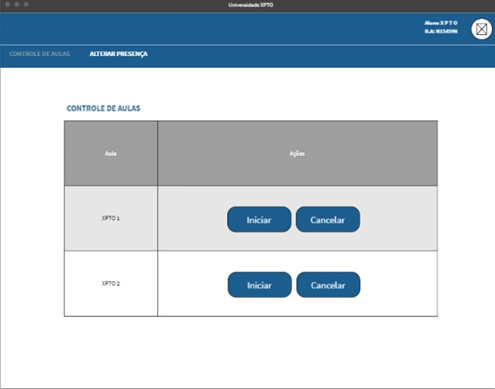 Universidade XPTO
Aluno X P T O
R.A: N154596
CONTROLE DE AULAS
ALTERAR PRESENÇA
CONTROLE DE AULAS
Aula
Ações
XPTO 1
Iniciar
Cancelar
XPTO 2
Iniciar
Cancelar